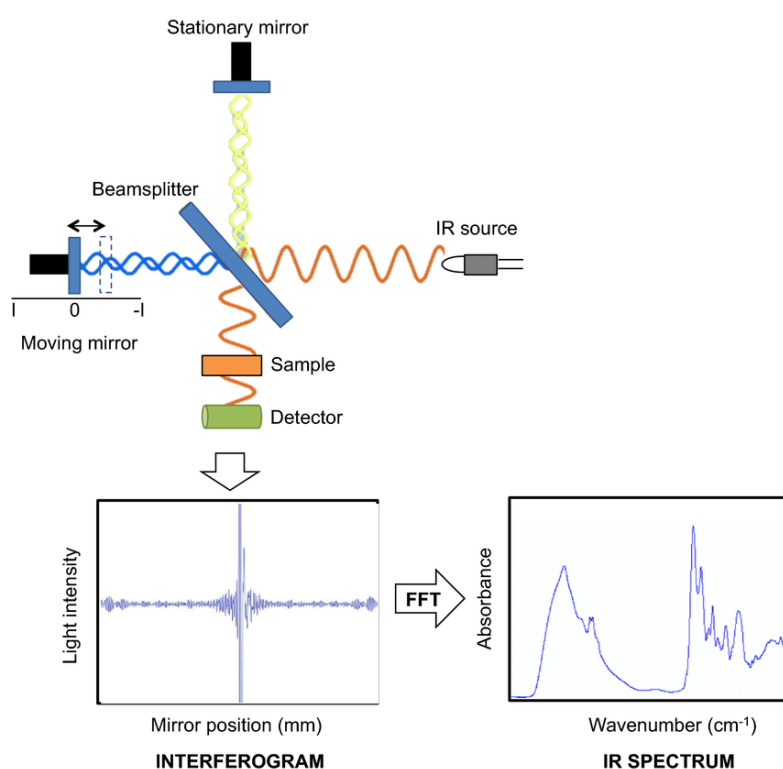 Stationary mirror
Beamsplitter
IR source
I 0 -I
Moving mirror
Sample
Detector
Light intensity
FFT
Absorbance
Mirror position (mm)
Wavenumber (cm⁻¹)
INTERFEROGRAM
IR SPECTRUM